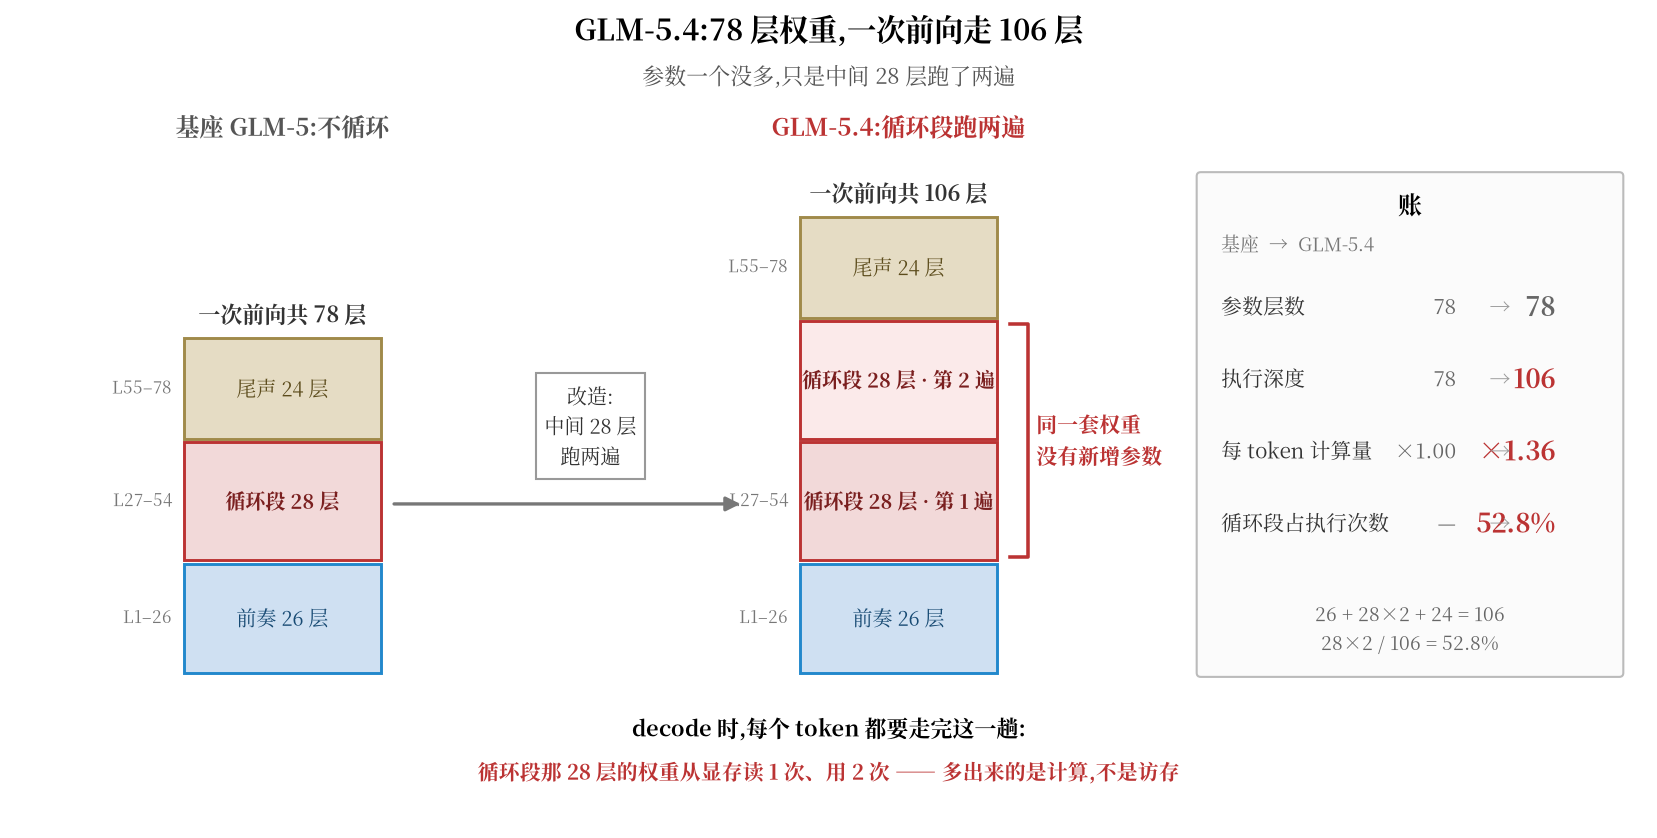 GLM-5.4:78 层权重,一次前向走 106 层
参数一个没多,只是中间 28 层跑了两遍
基座 GLM-5:不循环
一次前向共 78 层
L55–78
尾声 24 层
L27–54
循环段 28 层
L1–26
前奏 26 层
改造:
中间 28 层
跑两遍
GLM-5.4:循环段跑两遍
一次前向共 106 层
L55–78
尾声 24 层
循环段 28 层 · 第 2 遍
L27–54
循环段 28 层 · 第 1 遍
L1–26
前奏 26 层
同一套权重
没有新增参数
账
基座 → GLM-5.4
参数层数 78 → 78
执行深度 78 → 106
每 token 计算量 ×1.00 → ×1.36
循环段占执行次数 — → 52.8%
26 + 28×2 + 24 = 106
28×2 / 106 = 52.8%
decode 时,每个 token 都要走完这一趟:
循环段那 28 层的权重从显存读 1 次、用 2 次 —— 多出来的是计算,不是访存